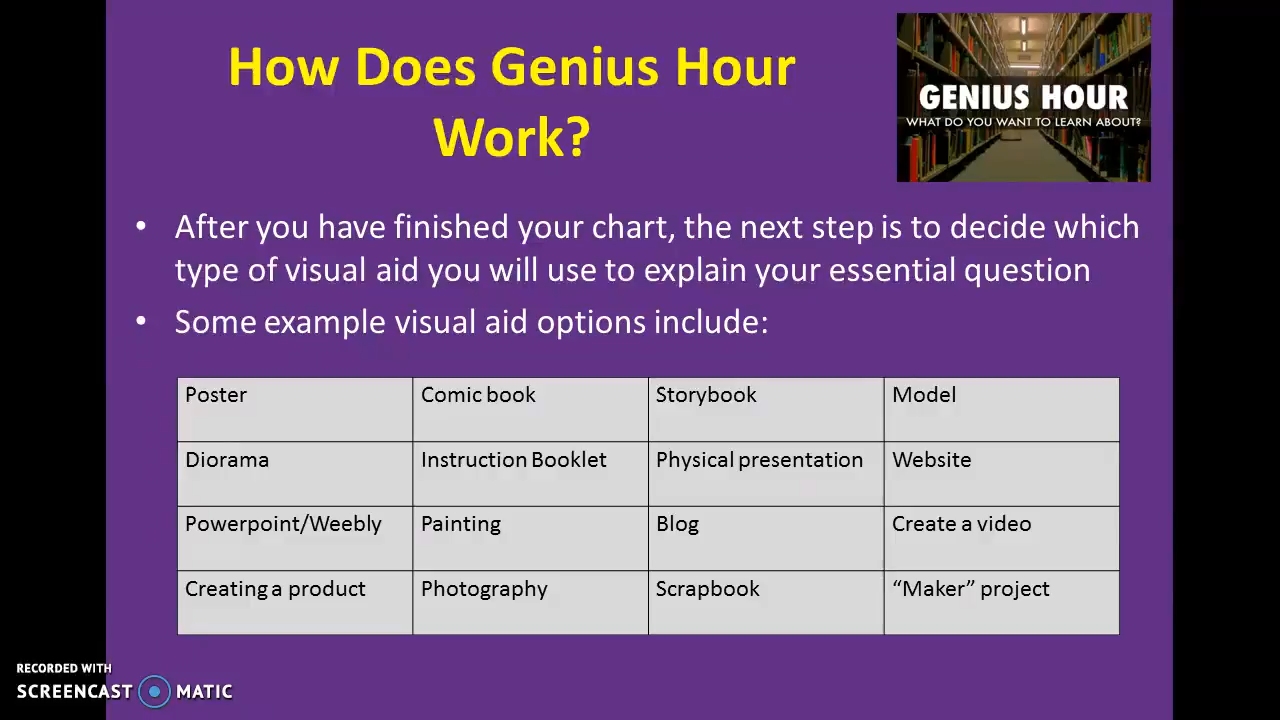 How Does Genius Hour
Work?
GENIUS HOUR
WHAT DO YOU WANT TO LEARN ABOUT?
• After you have finished your chart, the next step is to decide which
type of visual aid you will use to explain your essential question
• Some example visual aid options include:
Poster Comic book Storybook Model
Diorama Instruction Booklet Physical presentation Website
Powerpoint/Weebly Painting Blog Create a video
Creating a product Photography Scrapbook “Maker” project
RECORDED WITH
SCREENCAST MATIC